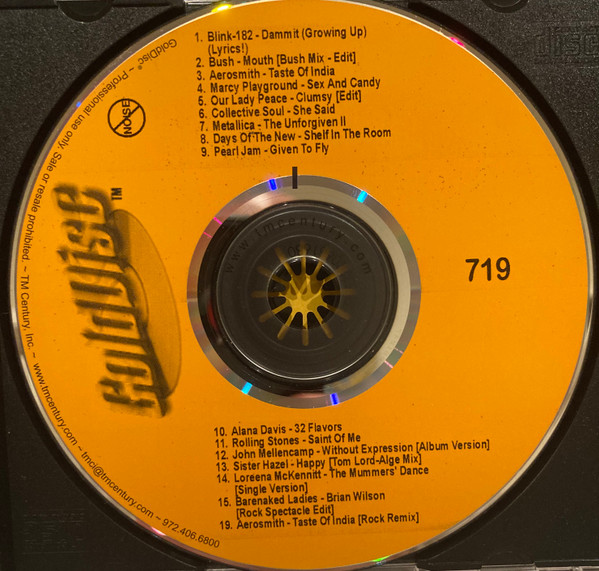 1. Blink-182 - Dammit (Growing Up)
(Lyrics!)
2. Bush - Mouth [Bush Mix - Edit]
3. Aerosmith - Taste Of India
4. Marcy Playground - Sex And Candy
5. Our Lady Peace - Clumsy [Edit]
6. Collective Soul - She Said
7. Metallica - The Unforgiven II
8. Days Of The New - Shelf In The Room
9. Pearl Jam - Given To Fly
NOISE
GoldDisc™
GoldDisc® ~ Professional use only. Sale or resale prohibited. ~ TM Century, Inc. ~ www.tmcentury.com ~ tmci@tmcentury.com ~ 972.406.6800
www.tmcentury.com
719
10. Alana Davis - 32 Flavors
11. Rolling Stones - Saint Of Me
12. John Mellencamp - Without Expression [Album Version]
13. Sister Hazel - Happy [Tom Lord-Alge Mix]
14. Loreena McKennitt - The Mummers' Dance
[Single Version]
15. Barenaked Ladies - Brian Wilson
[Rock Spectacle Edit]
19. Aerosmith - Taste Of India [Rock Remix]
disc